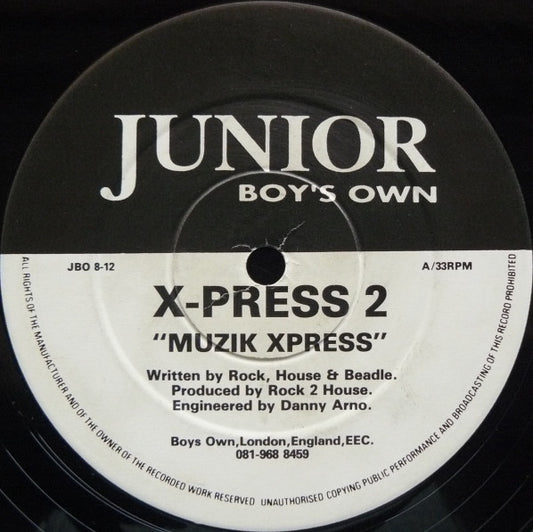 JUNIOR
BOY'S OWN
JBO 8-12
A/33RPM
X-PRESS 2
"MUZIK XPRESS"
Written by Rock, House & Beadle.
Produced by Rock 2 House.
Engineered by Danny Arno.
Boys Own,London,England,EEC.
081-968 8459
ALL RIGHTS OF THE MANUFACTURER AND OF THE OWNER OF THE RECORDED WORK RESERVED UNAUTHORISED COPYING PUBLIC PERFORMANCE AND BROADCASTING OF THIS RECORD PROHIBITED